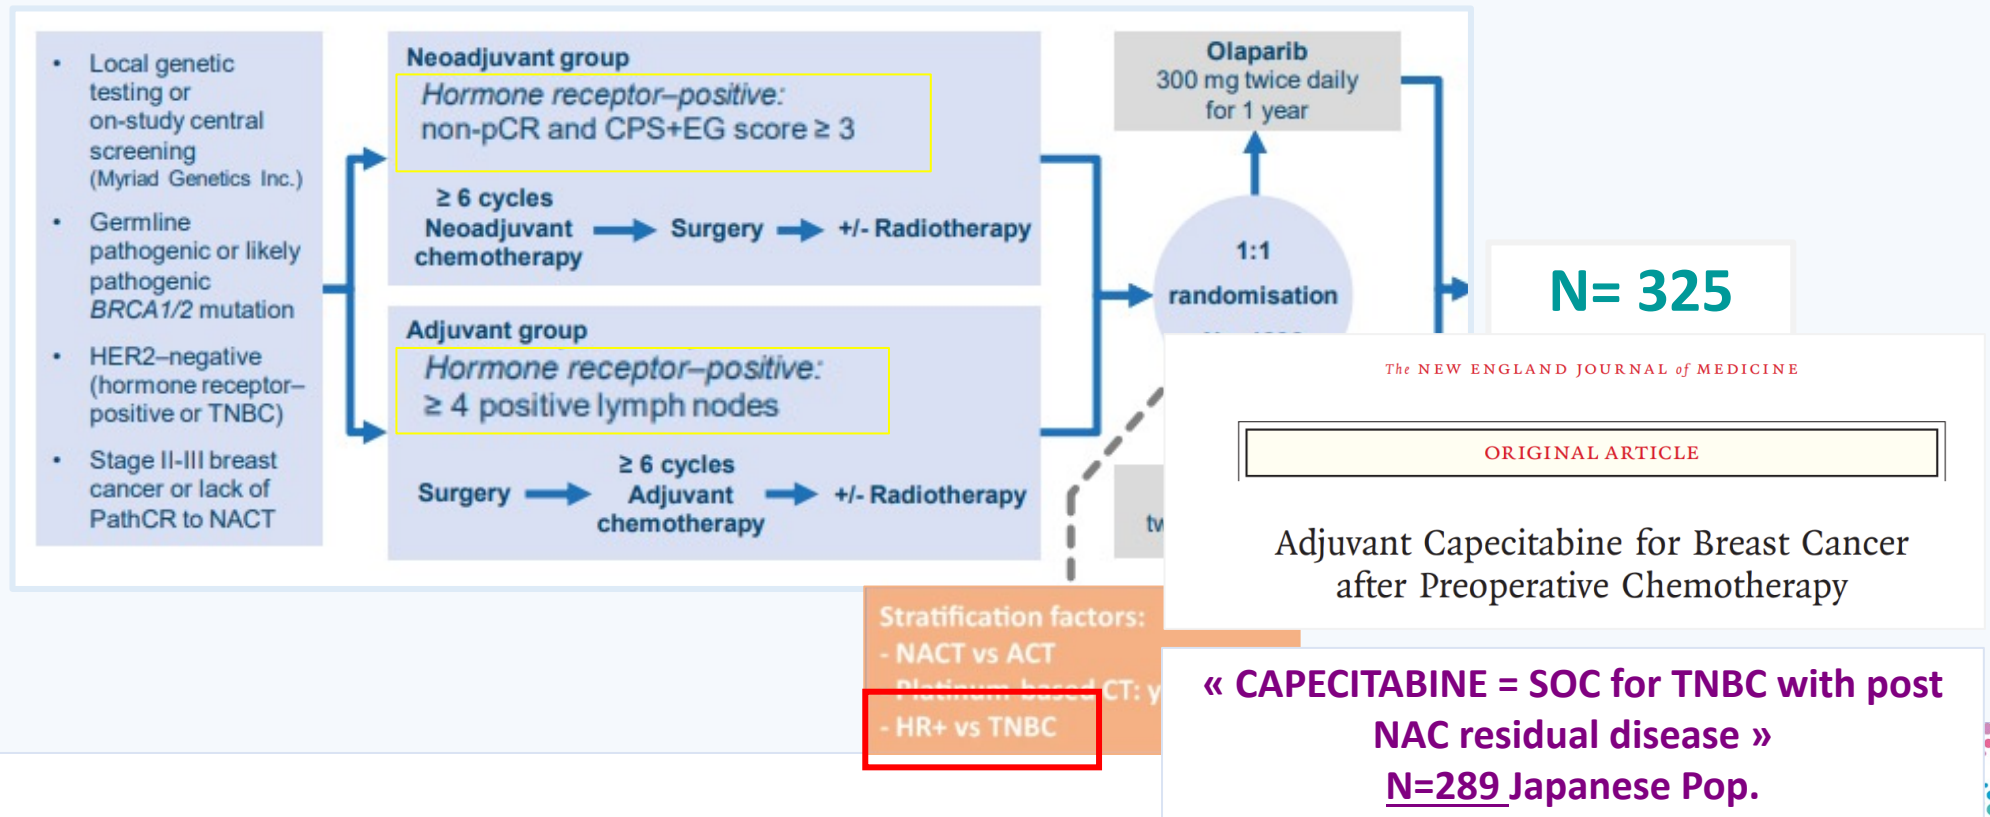 • Local genetic
testing or
on-study central
screening
(Myriad Genetics Inc.)
• Germline
pathogenic or likely
pathogenic
BRCA1/2 mutation
• HER2–negative
(hormone receptor–
positive or TNBC)
• Stage II-III breast
cancer or lack of
PathCR to NACT
Neoadjuvant group
Hormone receptor–positive:
non-pCR and CPS+EG score ≥ 3
≥ 6 cycles
Neoadjuvant
chemotherapy
Surgery
+/- Radiotherapy
Adjuvant group
Hormone receptor–positive:
≥ 4 positive lymph nodes
Surgery
≥ 6 cycles
Adjuvant
chemotherapy
+/- Radiotherapy
Olaparib
300 mg twice daily
for 1 year
1:1
randomisation
N= 325
The NEW ENGLAND JOURNAL of MEDICINE
ORIGINAL ARTICLE
Adjuvant Capecitabine for Breast Cancer
after Preoperative Chemotherapy
Stratification factors:
- NACT vs ACT
- Platinum-based CT:
- HR+ vs TNBC
« CAPECITABINE = SOC for TNBC with post
NAC residual disease »
N=289 Japanese Pop.